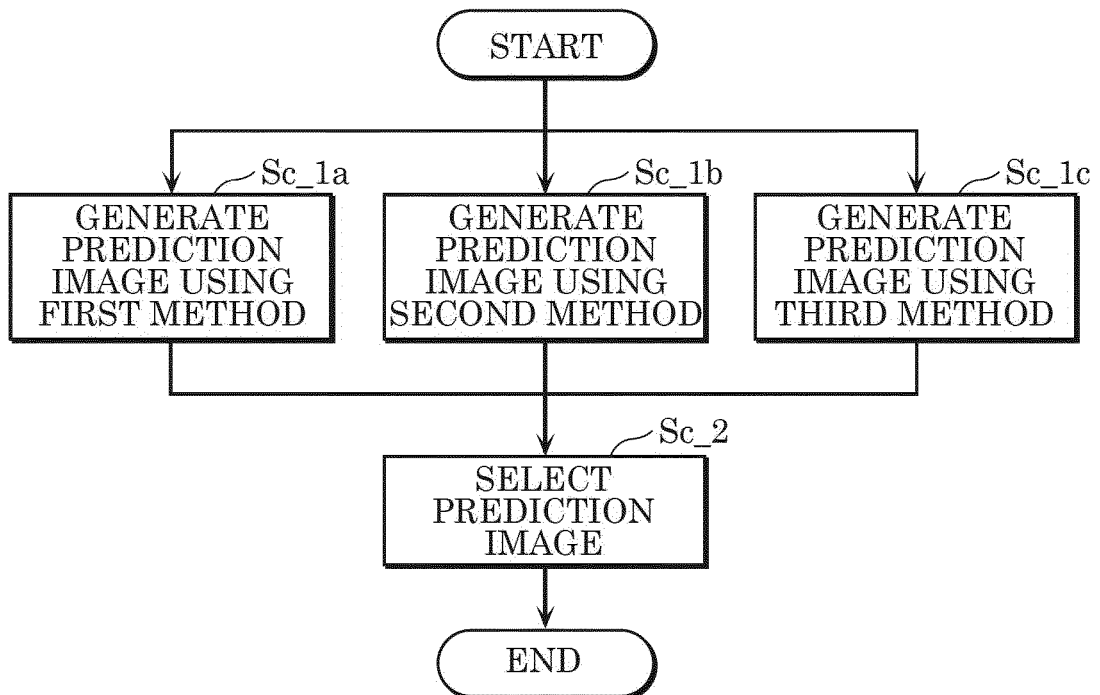 START
Sc_1a
GENERATE
PREDICTION
IMAGE USING
FIRST METHOD
Sc_1b
GENERATE
PREDICTION
IMAGE USING
SECOND METHOD
Sc_1c
GENERATE
PREDICTION
IMAGE USING
THIRD METHOD
Sc_2
SELECT
PREDICTION
IMAGE
END